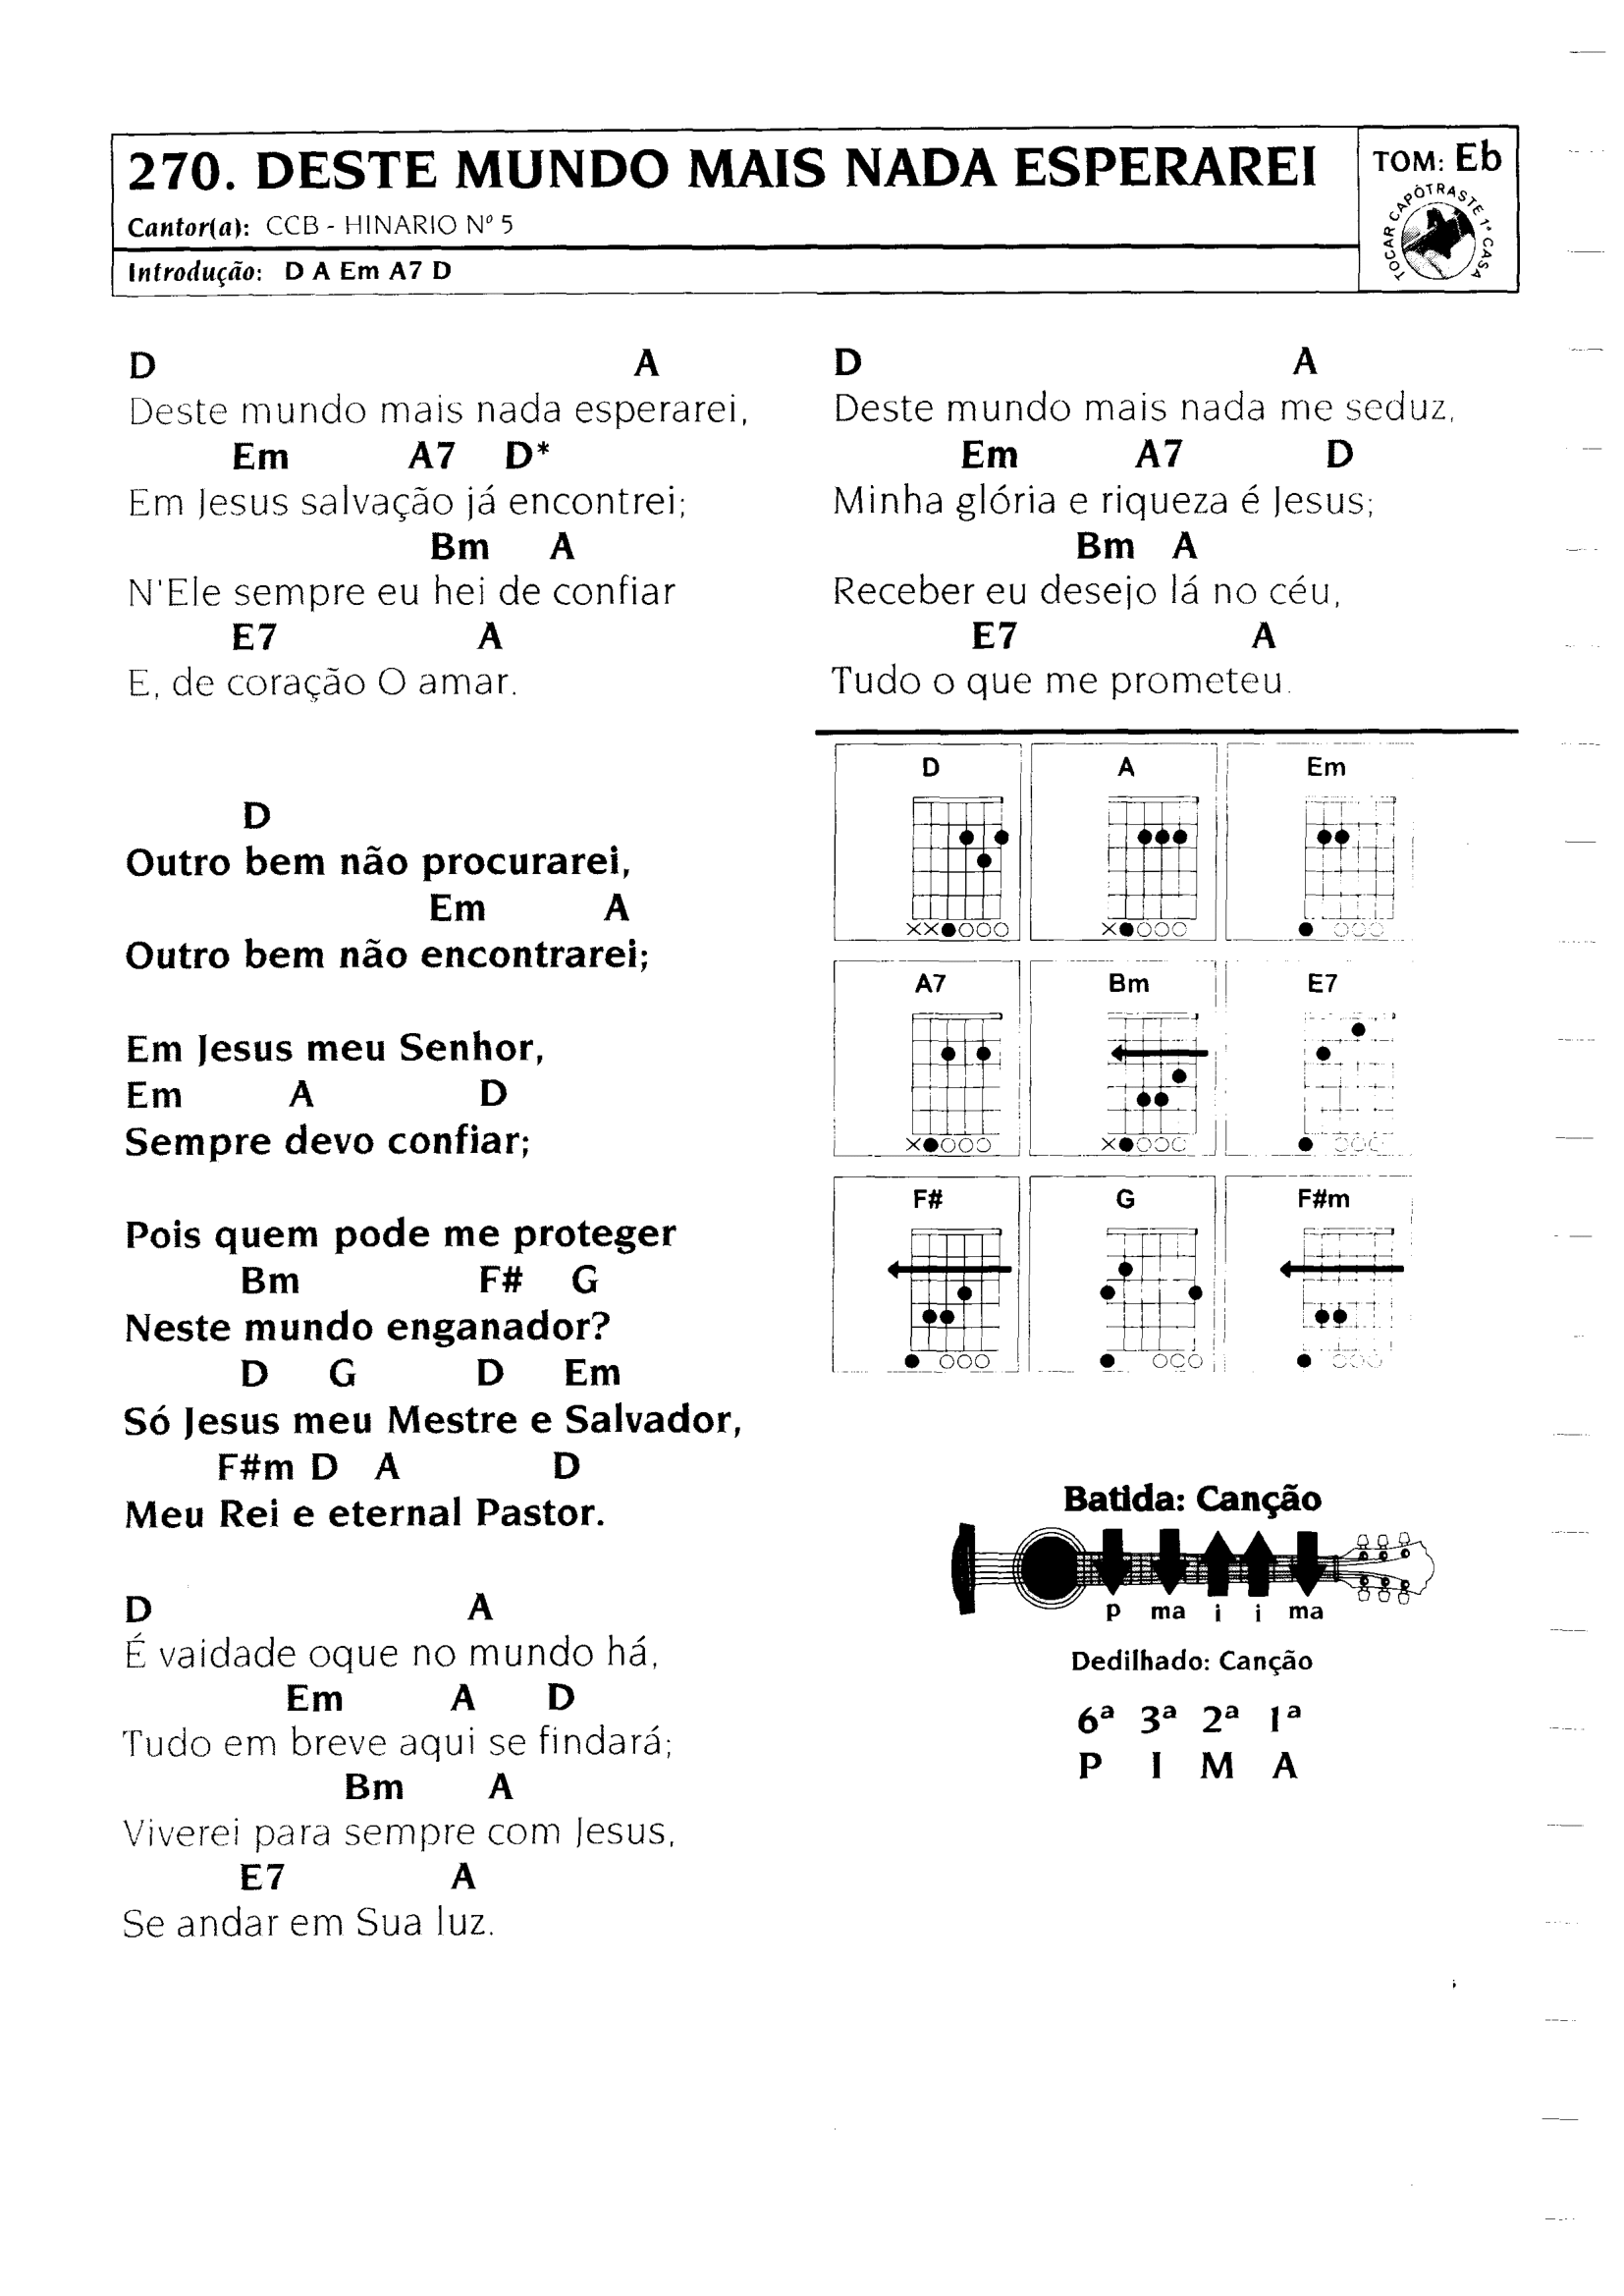 270. DESTE MUNDO MAIS NADA ESPERAREI
Cantor(a): CCB - HINARIO Nº 5
Introdução: D A Em A7 D
TOM: Eb
TOCAR CAPÒTRASTE 1ª CASA
D A
Deste mundo mais nada esperarei,
Em A7 D*
Em Jesus salvação já encontrei;
Bm A
N'Ele sempre eu hei de confiar
E7 A
E, de coração O amar.
D
Outro bem não procurarei,
Em A
Outro bem não encontrarei;
Em Jesus meu Senhor,
Em A D
Sempre devo confiar;
Pois quem pode me proteger
Bm F# G
Neste mundo enganador?
D G D Em
Só Jesus meu Mestre e Salvador,
F#m D A D
Meu Rei e eternal Pastor.
D A
É vaidade oque no mundo há,
Em A D
Tudo em breve aqui se findará;
Bm A
Viverei para sempre com Jesus,
E7 A
Se andar em Sua luz.
D A
Deste mundo mais nada me seduz,
Em A7 D
Minha glória e riqueza é Jesus;
Bm A
Receber eu desejo lá no céu,
E7 A
Tudo o que me prometeu.
D A Em
A7 Bm E7
F# G F#m
Batida: Canção
p ma i i ma
Dedilhado: Canção
6ª 3ª 2ª 1ª
P I M A